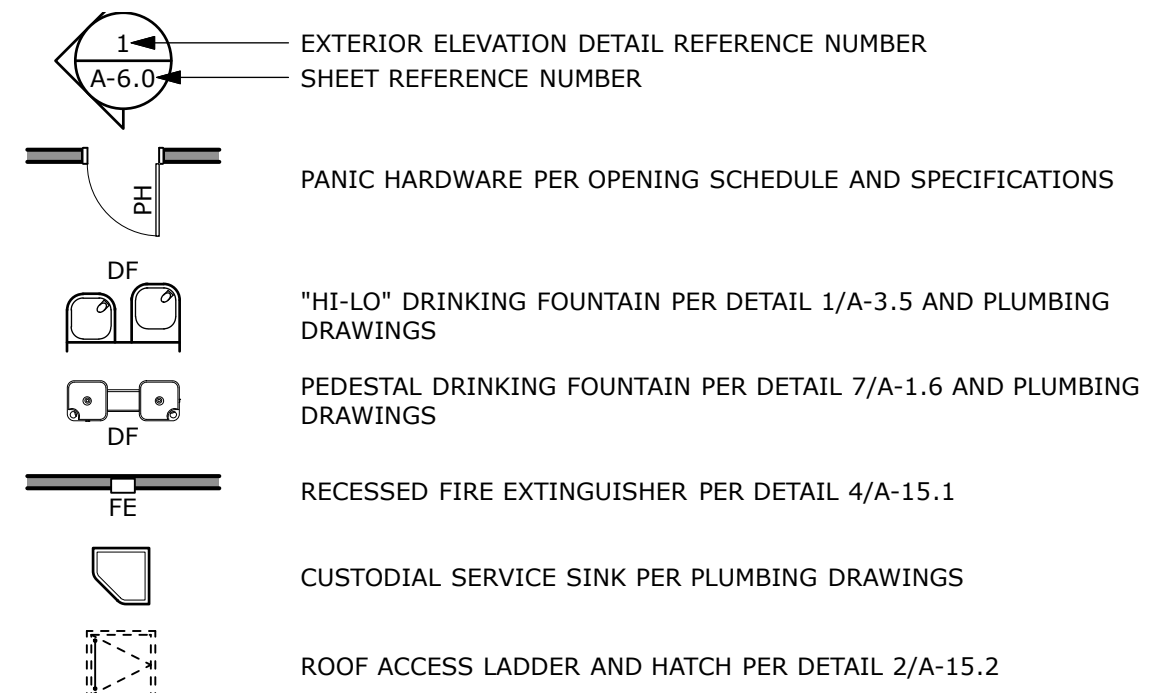 1
EXTERIOR ELEVATION DETAIL REFERENCE NUMBER
A-6.0
SHEET REFERENCE NUMBER
PH
PANIC HARDWARE PER OPENING SCHEDULE AND SPECIFICATIONS
DF
"HI-LO" DRINKING FOUNTAIN PER DETAIL 1/A-3.5 AND PLUMBING
DRAWINGS
PEDESTAL DRINKING FOUNTAIN PER DETAIL 7/A-1.6 AND PLUMBING
DRAWINGS
DF
RECESSED FIRE EXTINGUISHER PER DETAIL 4/A-15.1
FE
CUSTODIAL SERVICE SINK PER PLUMBING DRAWINGS
ROOF ACCESS LADDER AND HATCH PER DETAIL 2/A-15.2